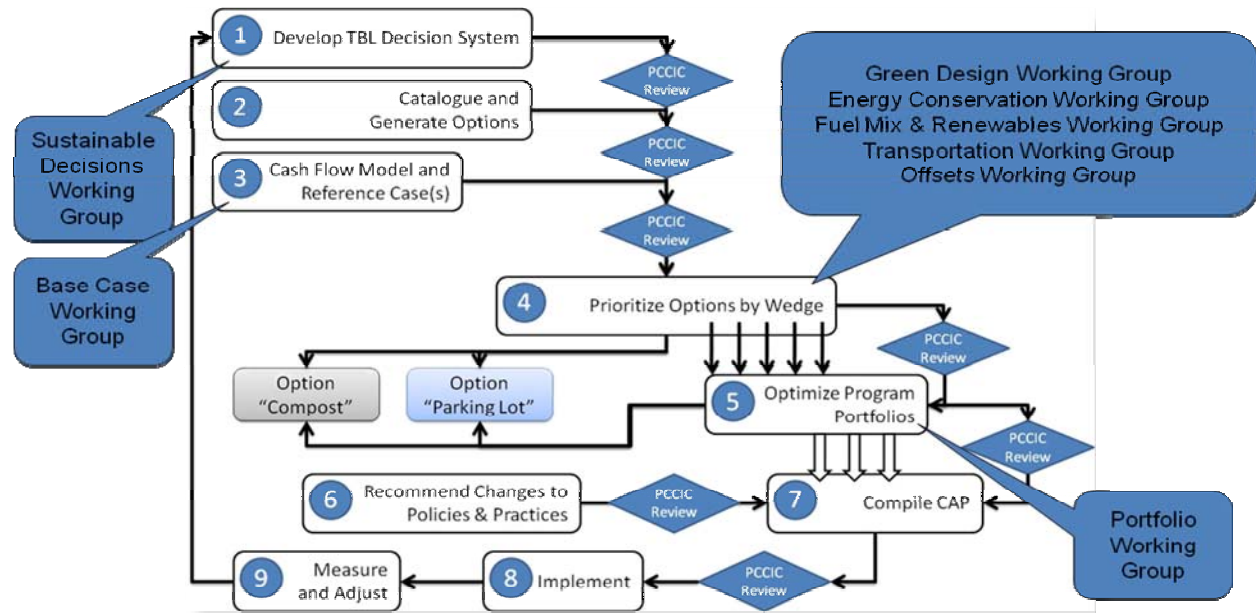 1
Develop TBL Decision System
PCCIC
Review
2
Catalogue and
Generate Options
PCCIC
Review
3
Cash Flow Model and
Reference Case(s)
PCCIC
Review
Sustainable
Decisions
Working
Group
Base Case
Working
Group
Green Design Working Group
Energy Conservation Working Group
Fuel Mix & Renewables Working Group
Transportation Working Group
Offsets Working Group
4
Prioritize Options by Wedge
PCCIC
Review
Option
“Compost”
Option
“Parking Lot”
5
Optimize Program
Portfolios
PCCIC
Review
6
Recommend Changes to
Policies & Practices
PCCIC
Review
7
Compile CAP
Portfolio
Working
Group
9
Measure
and Adjust
8
Implement
PCCIC
Review